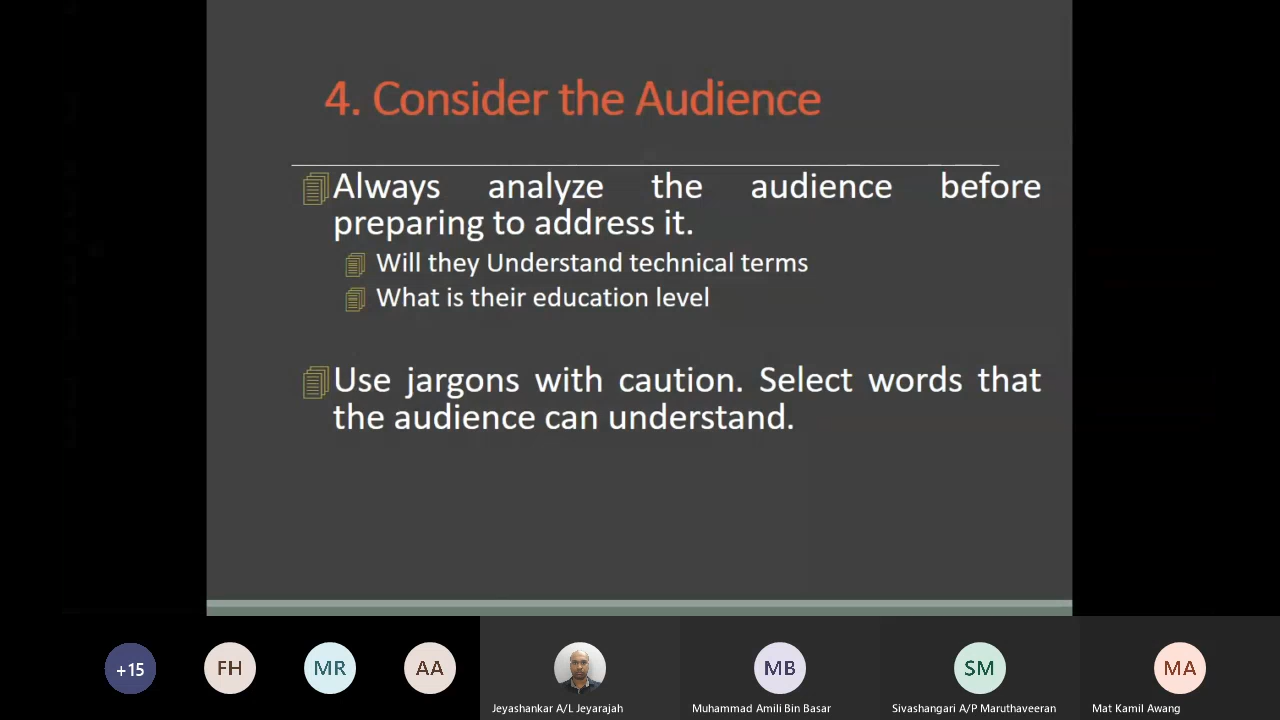 4. Consider the Audience
Always analyze the audience before
preparing to address it.
Will they Understand technical terms
What is their education level
Use jargons with caution. Select words that
the audience can understand.
+15
FH
MR
AA
MB
SM
MA
Jeyashankar A/L Jeyarajah
Muhammad Amili Bin Basar
Sivashangari A/P Maruthaveeran
Mat Kamil Awang